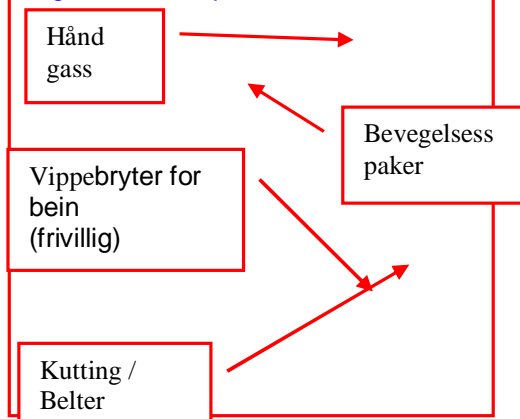 Hånd
gass
Bevegelsess
paker
Vippebryter for
bein
(frivillig)
Kutting /
Belter